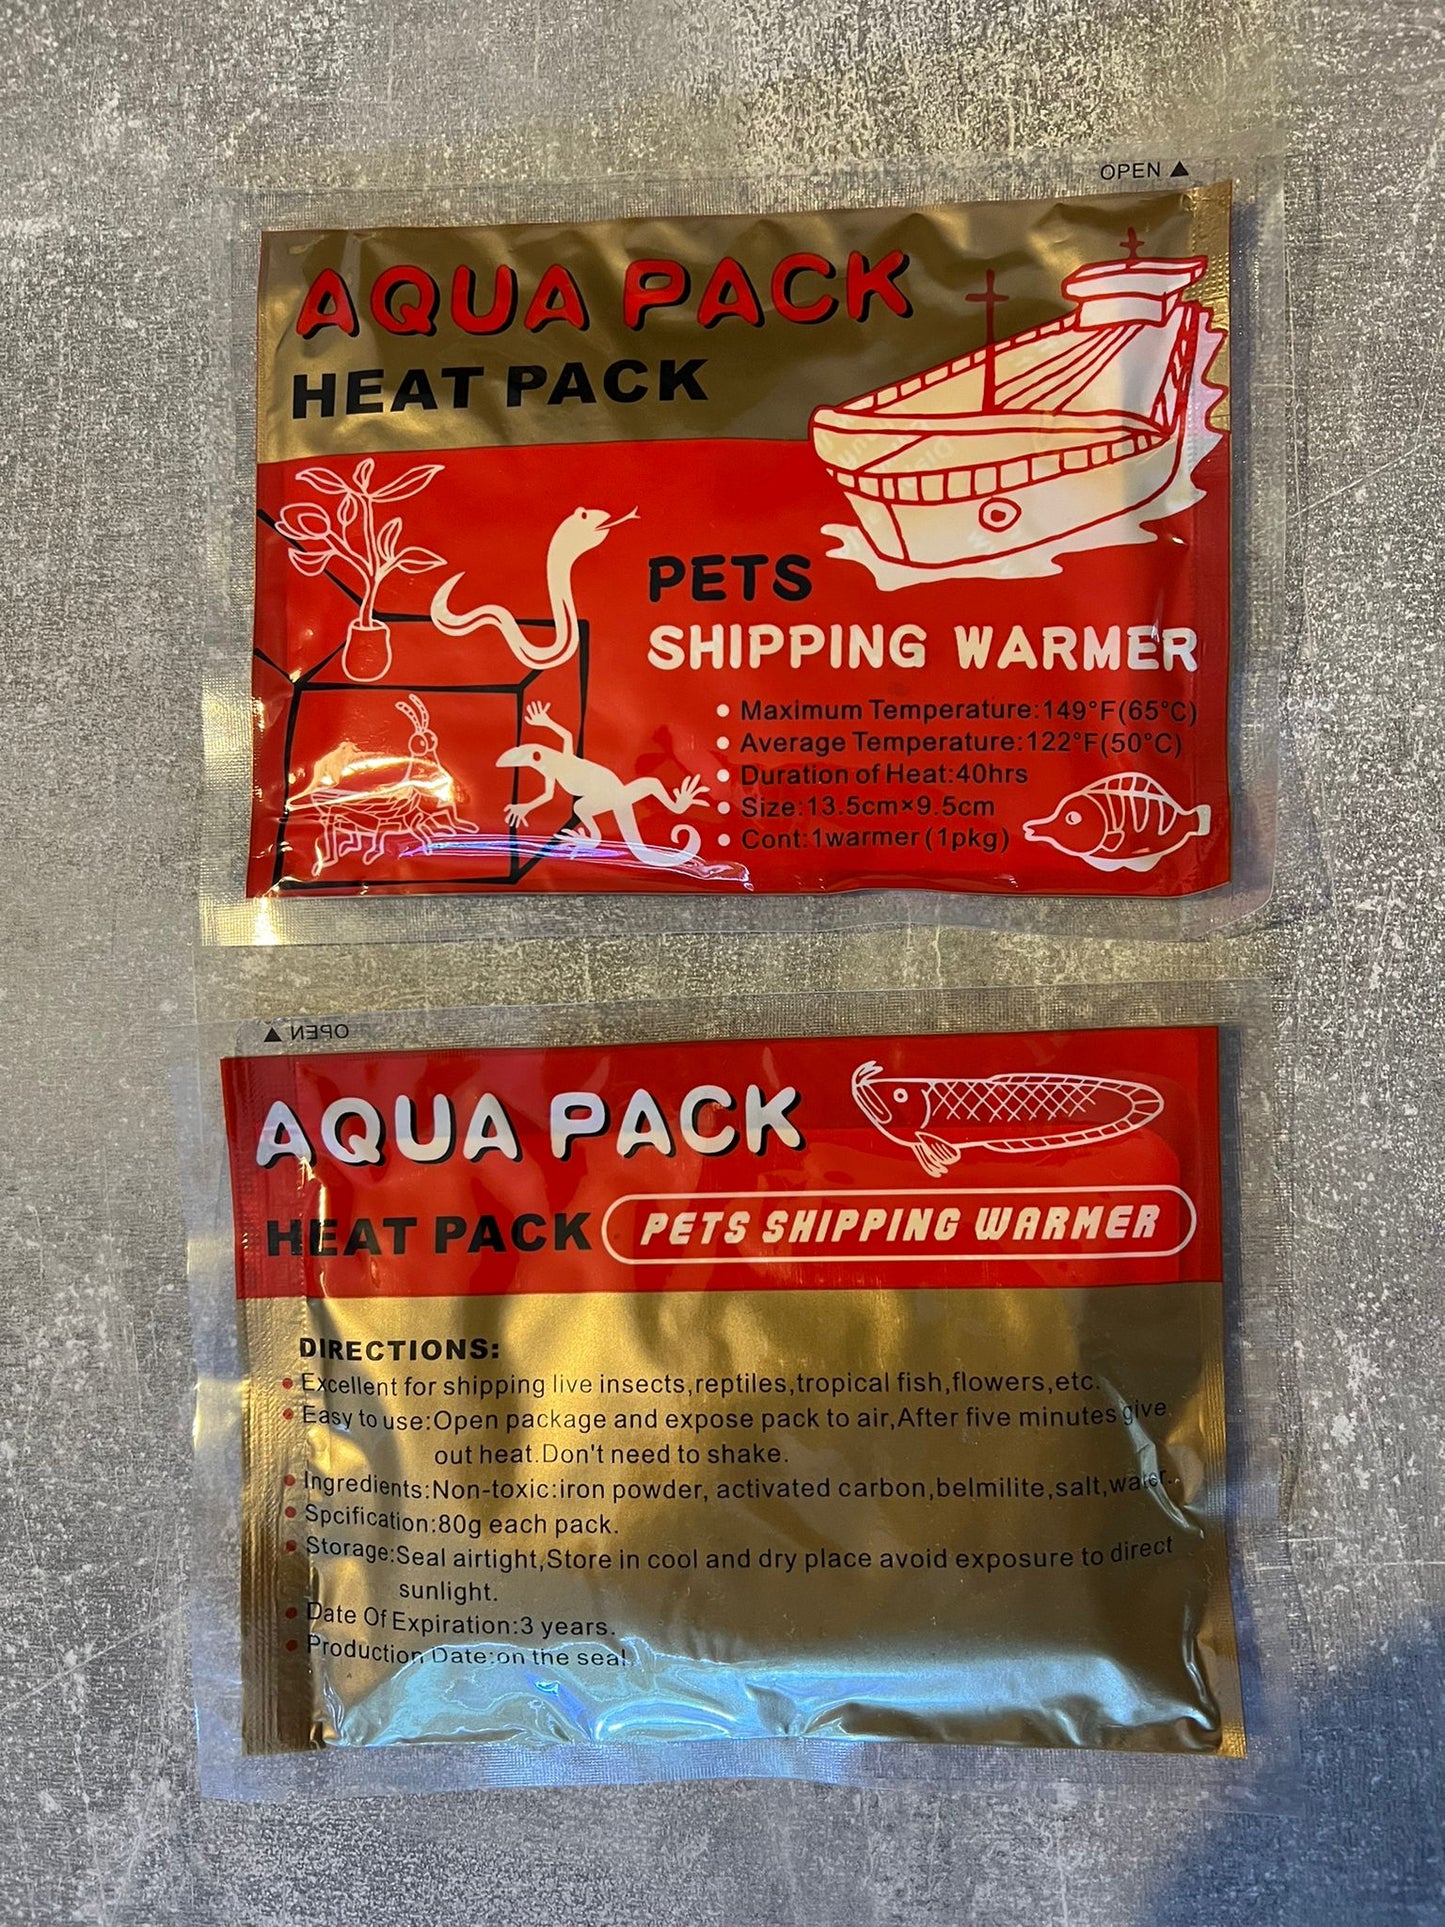 OPEN ▲
AQUA PACK
HEAT PACK
PETS
SHIPPING WARMER
● Maximum Temperature:149°F(65°C)
● Average Temperature:122°F(50°C)
● Duration of Heat:40hrs
● Size:13.5cm×9.5cm
● Cont:1warmer (1pkg)
▲ OPEN
AQUA PACK
HEAT PACK PETS SHIPPING WARMER
DIRECTIONS:
● Excellent for shipping live insects,reptiles,tropical fish,flowers,etc.
● Easy to use:Open package and expose pack to air,After five minutes give
out heat.Don't need to shake.
● Ingredients:Non-toxic:iron powder, activated carbon,belmilite,salt,water.
● Spcification:80g each pack.
● Storage:Seal airtight,Store in cool and dry place avoid exposure to direct
sunlight.
● Date Of Expiration:3 years.
● Production Date:on the seal.